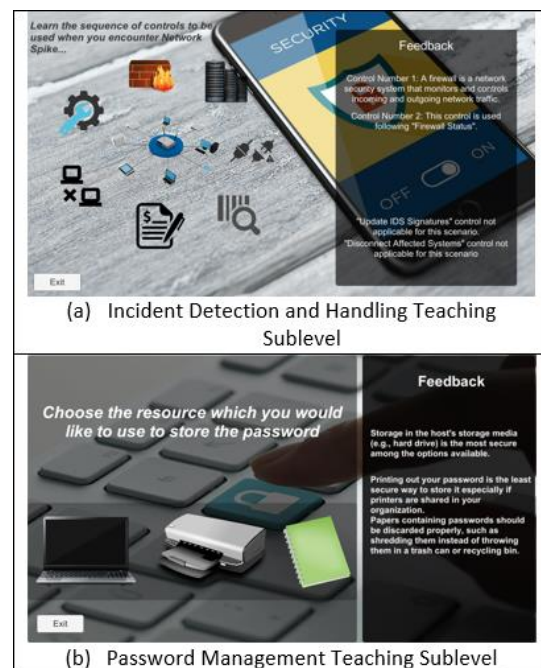 Learn the sequence of controls to be
used when you encounter Network
Spike...
SECURITY
Feedback
Control Number 1: A firewall is a network
security system that monitors and controls
incoming and outgoing network traffic.
Control Number 2: This control is used
following "Firewall Status".
OFF
ON
"Update IDS Signatures" control not
applicable for this scenario.
"Disconnect Affected Systems" control not
applicable for this scenario
Exit
(a) Incident Detection and Handling Teaching
Sublevel
Choose the resource which you would
like to use to store the password
Feedback
Storage in the host's storage media
(e.g., hard drive) is the most secure
among the options available.
Printing out your password is the least
secure way to store it especially if
printers are shared in your
organization.
Papers containing passwords should
be discarded properly, such as
shredding them instead of throwing
them in a trash can or recycling bin.
Exit
(b) Password Management Teaching Sublevel